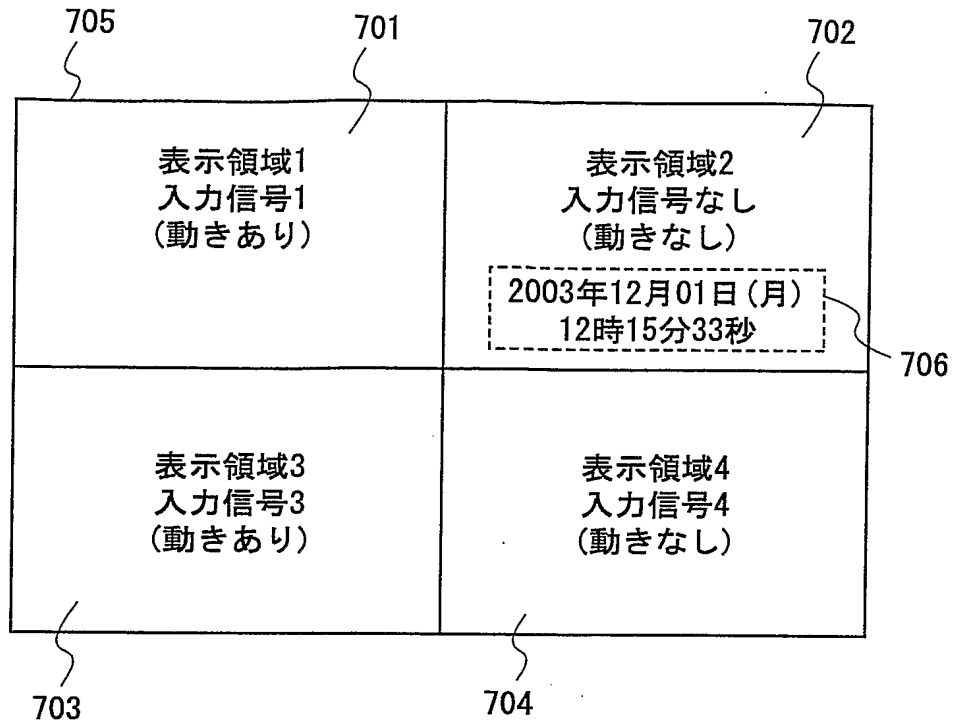 705
701
702
表示領域1
入力信号1
(動きあり)
表示領域2
入力信号なし
(動きなし)
2003年12月01日(月)
12時15分33秒
706
表示領域3
入力信号3
(動きあり)
表示領域4
入力信号4
(動きなし)
703
704